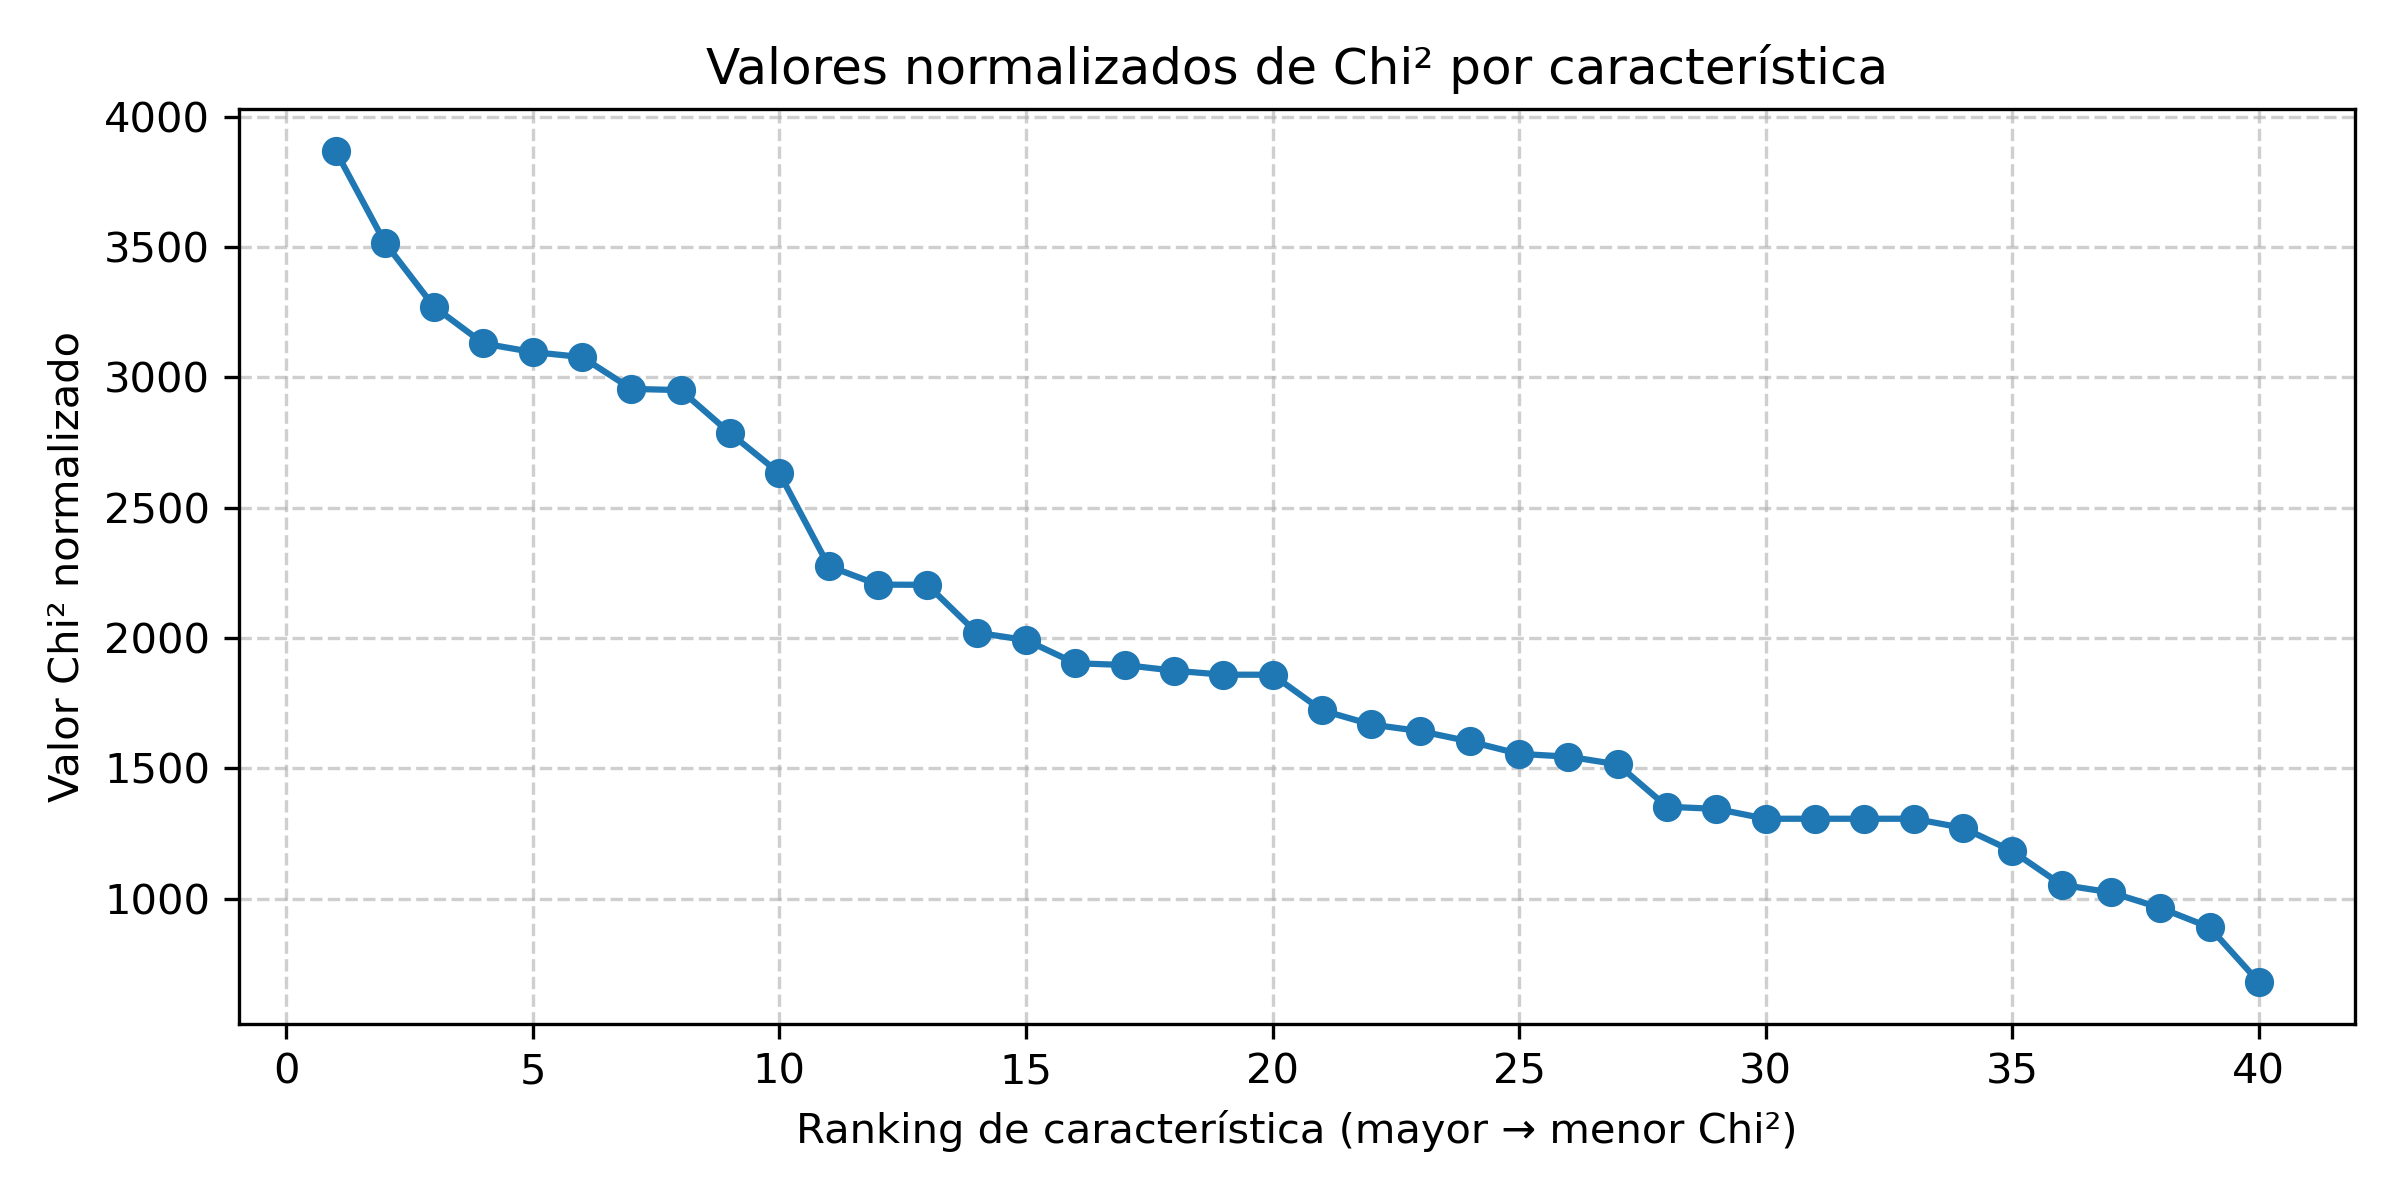 Valores normalizados de Chi² por característica
4000
3500
3000
2500
2000
1500
1000
Valor Chi² normalizado
0 5 10 15 20 25 30 35 40
Ranking de característica (mayor → menor Chi²)